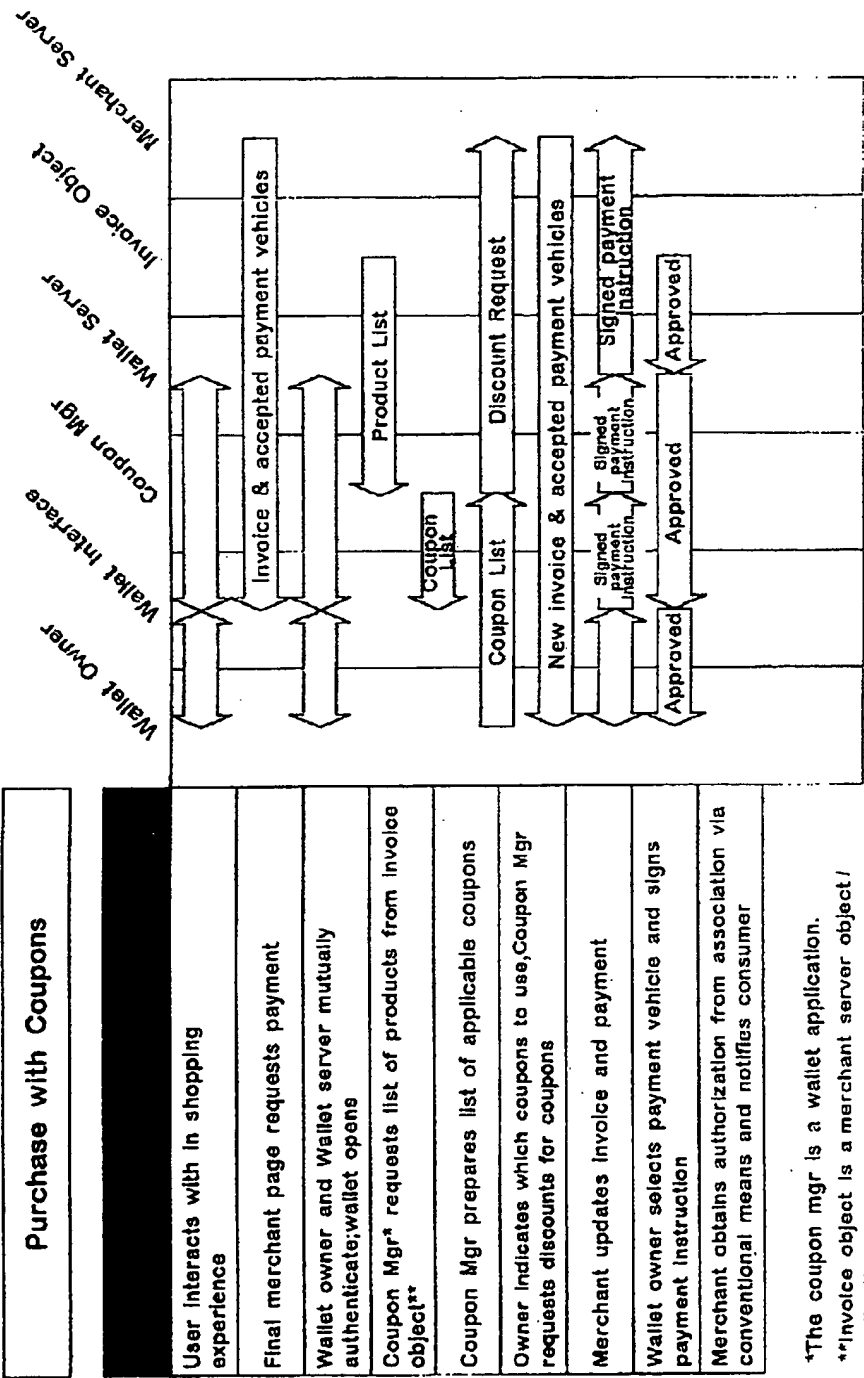 Purchase with Coupons
Wallet Owner
Wallet Interface
Coupon Mgr
Wallet Server
Invoice Object
Merchant Server
User interacts with in shopping
experience
Final merchant page requests payment
Invoice & accepted payment vehicles
Wallet owner and Wallet server mutually
authenticate;wallet opens
Coupon Mgr* requests list of products from invoice
object**
Product List
Coupon Mgr prepares list of applicable coupons
Coupon
List
Owner indicates which coupons to use,Coupon Mgr
requests discounts for coupons
Coupon List
Discount Request
Merchant updates invoice and payment
New invoice & accepted payment vehicles
Wallet owner selects payment vehicle and signs
payment instruction
Signed
payment
instruction
Signed
payment
instruction
Signed payment
instruction
Merchant obtains authorization from association via
conventional means and notifies consumer
Approved
Approved
Approved
*The coupon mgr is a wallet application.
**Invoice object is a merchant server object/